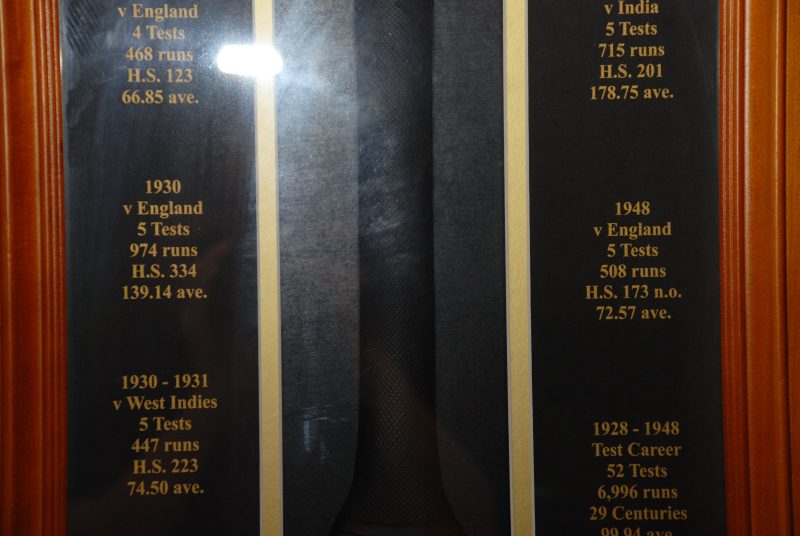 v England
4 Tests
468 runs
H.S. 123
66.85 ave.
1930
v England
5 Tests
974 runs
H.S. 334
139.14 ave.
1930 - 1931
v West Indies
5 Tests
447 runs
H.S. 223
74.50 ave.
v India
5 Tests
715 runs
H.S. 201
178.75 ave.
1948
v England
5 Tests
508 runs
H.S. 173 n.o.
72.57 ave.
1928 - 1948
Test Career
52 Tests
6,996 runs
29 Centuries
99.94 ave.